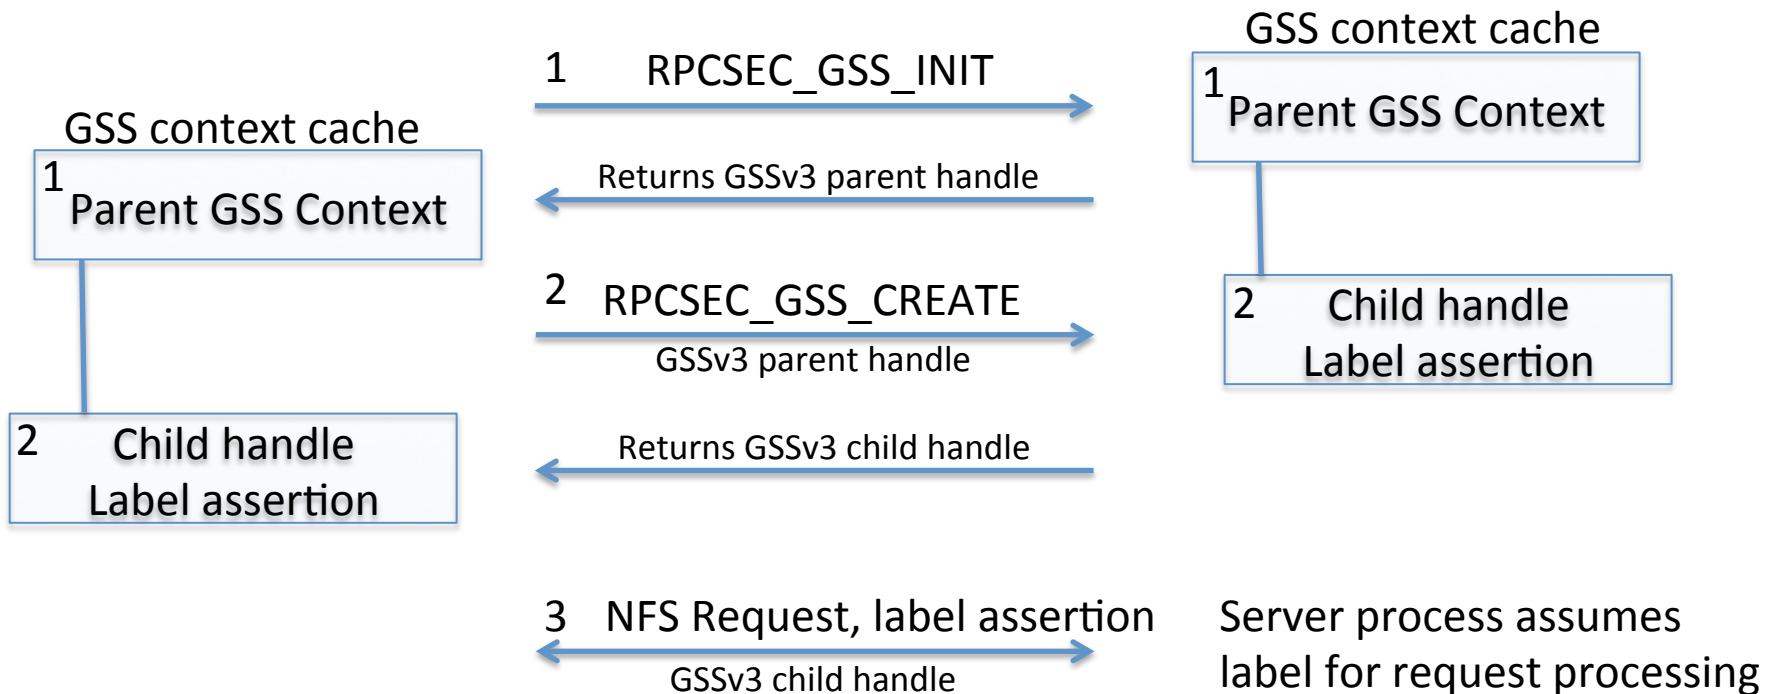 GSS context cache
1
Parent GSS Context
2
Child handle
Label assertion
1 RPCSEC_GSS_INIT
Returns GSSv3 parent handle
2 RPCSEC_GSS_CREATE
GSSv3 parent handle
Returns GSSv3 child handle
3 NFS Request, label assertion
GSSv3 child handle
GSS context cache
1
Parent GSS Context
2
Child handle
Label assertion
Server process assumes
label for request processing